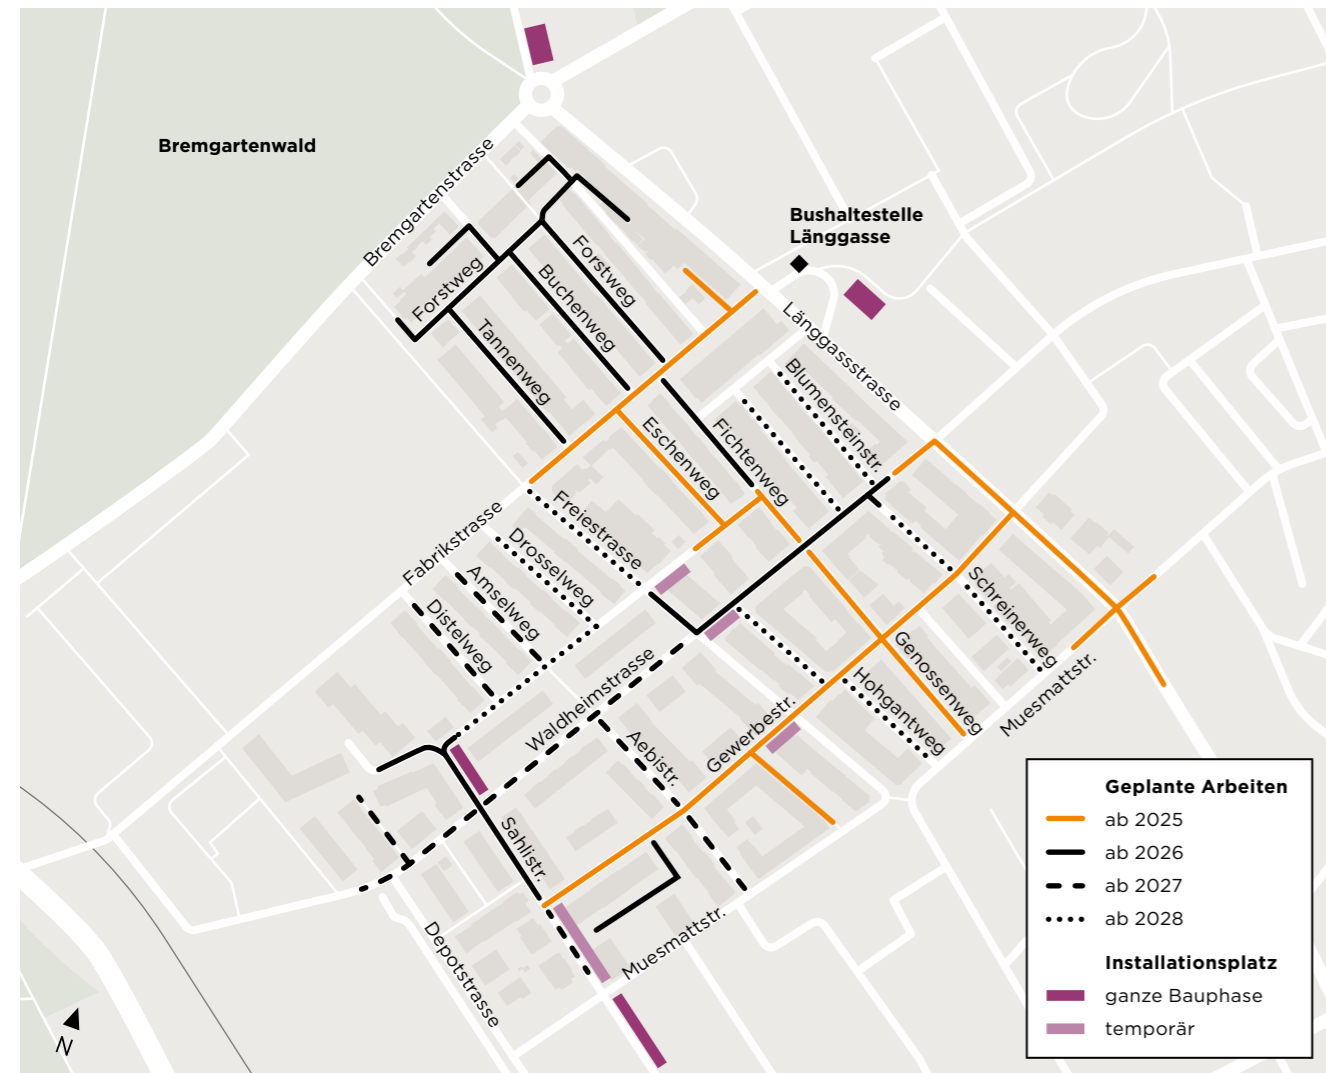 Bremgartenwald
Bremgartenstrasse
Bushaltestelle
Länggasse
Forstweg
Forstweg
Buchenweg
Tannenweg
Länggassstrasse
Blumensteinstr.
Fichtenweg
Eschenweg
Freiestrasse
Fabrikstrasse
Drosselweg
Amselweg
Distelweg
Schreinerweg
Genossenweg
Muesmattstr.
Hohgantweg
Waldheimstrasse
Aebistr.
Gewerbestr.
Sahlistr.
Depotstrasse
Muesmattstr.
N
Geplante Arbeiten
ab 2025
ab 2026
ab 2027
ab 2028
Installationsplatz
ganze Bauphase
temporär